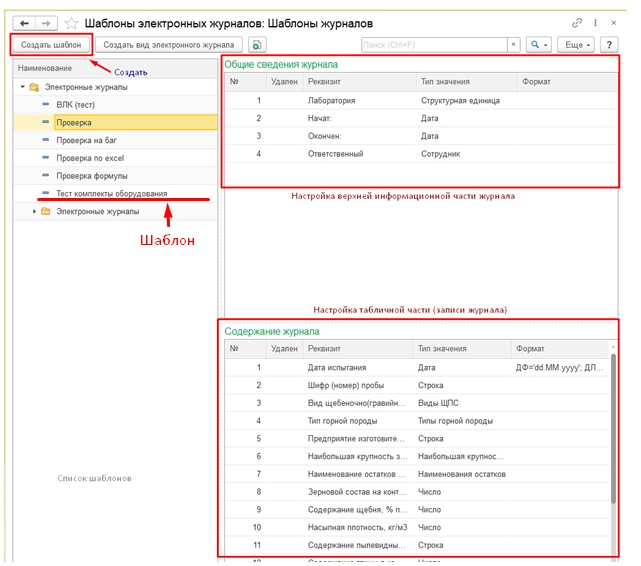 Шаблоны электронных журналов: Шаблоны журналов
Создать шаблон
Создать вид электронного журнала
Поиск (Ctrl+F)
×
Еще
?
Наименование
Создать
Электронные журналы
ВЛК (тест)
Проверка
Проверка на баг
Проверка по excel
Проверка формулы
Тест комплекты оборудования
Электронные журналы
Шаблон
Список шаблонов
Общие сведения журнала
№ Удален Реквизит Тип значения Формат
1 Лаборатория Структурная единица
2 Начат: Дата
3 Окончен: Дата
4 Ответственный Сотрудник
Настройка верхней информационной части журнала
Настройка табличной части (записи журнала)
Содержание журнала
№ Удален Реквизит Тип значения Формат
1 Дата испытания Дата ДФ='dd.MM.yyyy'; ДЛ...
2 Шифр (номер) пробы Строка
3 Вид щебеночно(гравийн... Виды ЩПС
4 Тип горной породы Типы горной породы
5 Предприятие изготовите... Строка
6 Наибольшая крупность з... Наибольшая крупнос...
7 Наименование остатков ... Наименования остатков
8 Зерновой состав на конт... Число
9 Содержание щебня, % п... Число
10 Насыпная плотность, кг/м3 Число
11 Содержание пылевидны... Строка